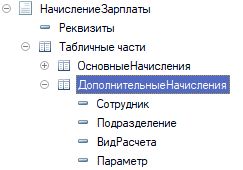 НачислениеЗарплаты
Реквизиты
Табличные части
ОсновныеНачисления
ДополнительныеНачисления
Сотрудник
Подразделение
ВидРасчета
Параметр